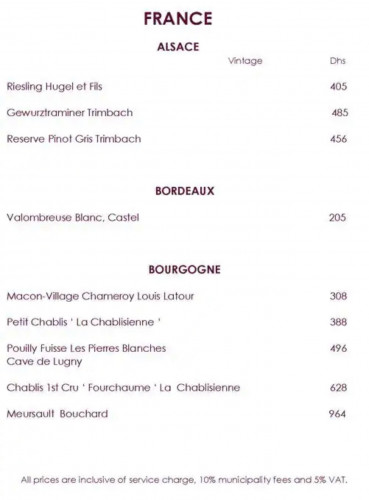 FRANCE
ALSACE
Vintage Dhs
Riesling Hugel et Fils 405
Gewurztraminer Trimbach 485
Reserve Pinot Gris Trimbach 456
BORDEAUX
Valombreuse Blanc, Castel 205
BOURGOGNE
Macon-Village Chameroy Louis Latour 308
Petit Chablis ' La Chablisienne ' 388
Pouilly Fuisse Les Pierres Blanches 496
Cave de Lugny
Chablis 1st Cru ' Fourchaume ' La Chablisienne 628
Meursault Bouchard 964
All prices are inclusive of service charge, 10% municipality fees and 5% VAT.